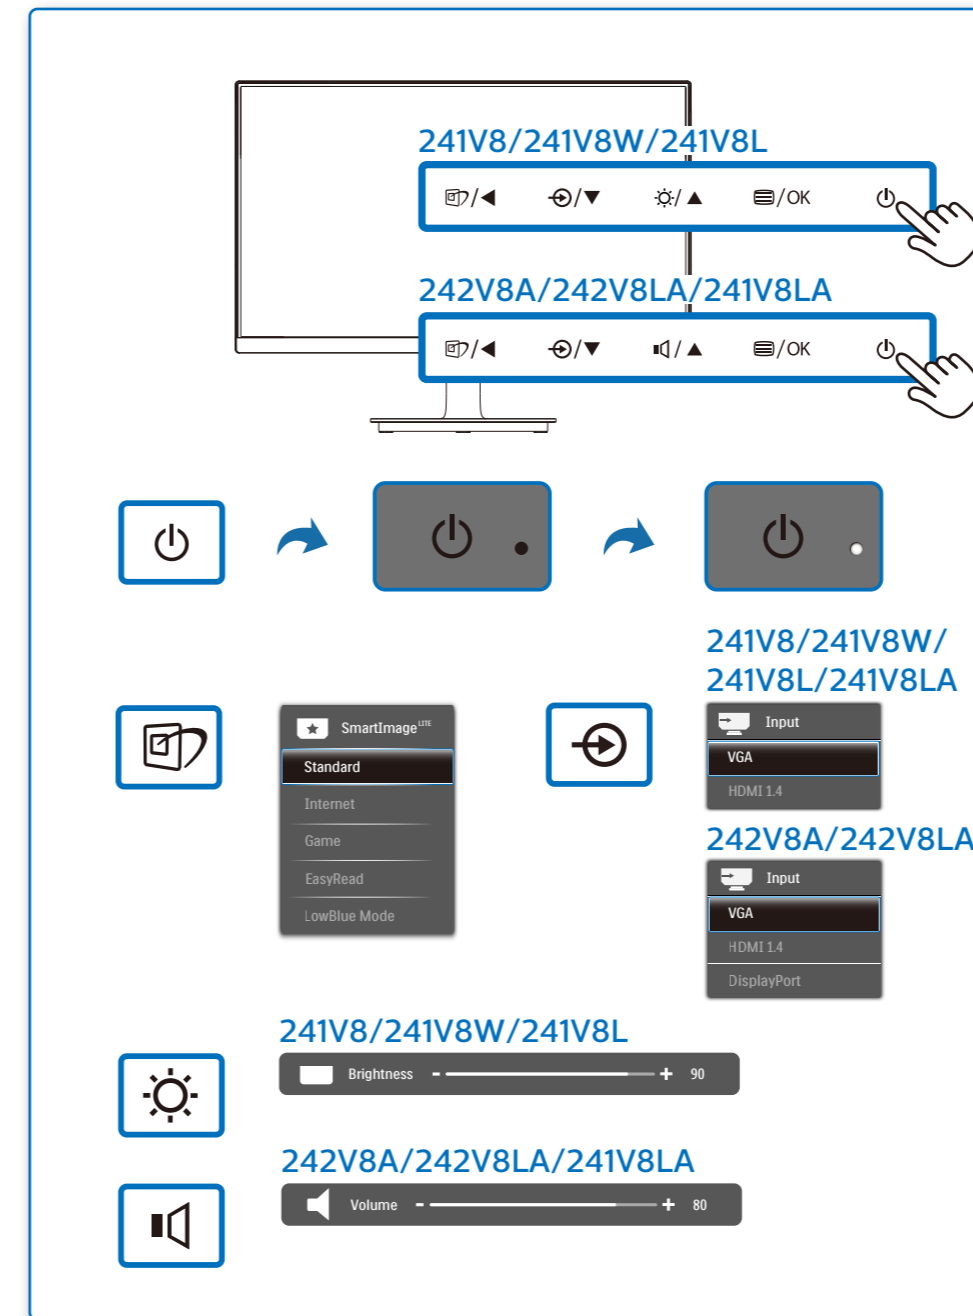 241V8/241V8W/241V8L
/◀ /▼ /▲ /OK
242V8A/242V8LA/241V8LA
/◀ /▼ /▲ /OK
241V8/241V8W/
241V8L/241V8LA
SmartImage LITE
Standard
Internet
Game
EasyRead
LowBlue Mode
Input
VGA
HDMI 1.4
242V8A/242V8LA
Input
VGA
HDMI 1.4
DisplayPort
241V8/241V8W/241V8L
Brightness - + 90
242V8A/242V8LA/241V8LA
Volume - + 80